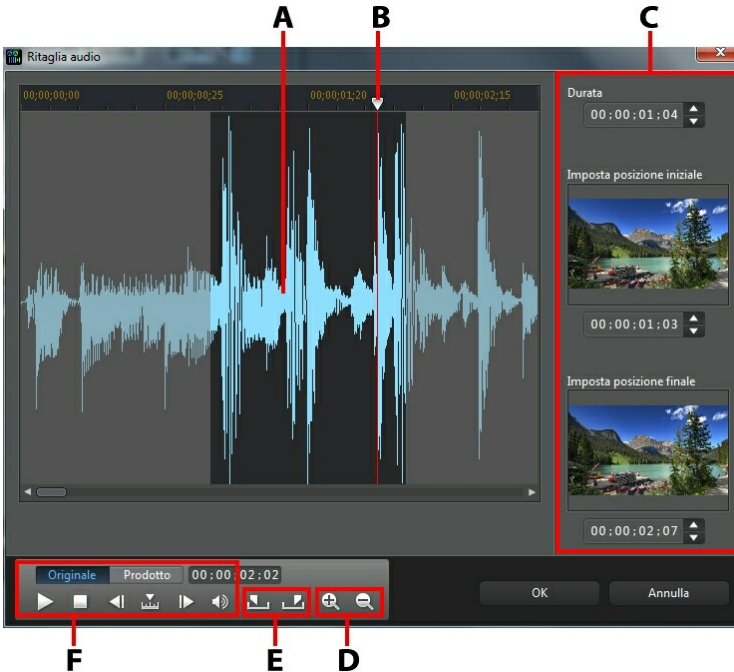 A B C
Ritaglia audio
00;00;00;00 00;00;00;25 00;00;01;20 00;00;02;15
Durata
00;00;01;04
Imposta posizione iniziale
00;00;01;03
Imposta posizione finale
00;00;02;07
Originale Prodotto 00;00;02;02
OK Annulla
F E D